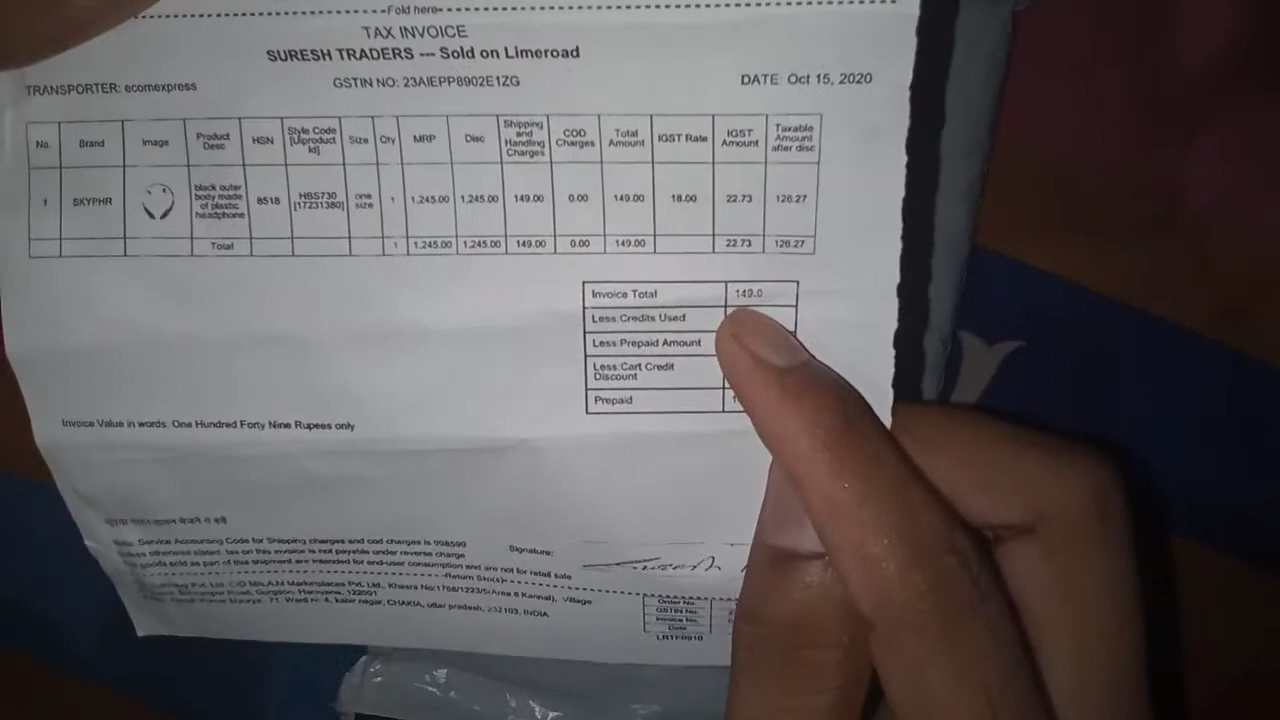 Fold here
TAX INVOICE
SURESH TRADERS --- Sold on Limeroad
TRANSPORTER: ecomexpress
GSTIN NO: 23AIEPP8902E1ZG
DATE: Oct 15, 2020
No. Brand Image Product Desc HSN Style Code [Uiproduct Id] Size Qty MRP Disc Shipping and Handling Charges COD Charges Total Amount IGST Rate IGST Amount Taxable Amount after disc
1 SKYPHR black outer body made of plastic headphone 8518 HBS730 [17231380] one size 1 1,245.00 1,245.00 149.00 0.00 149.00 18.00 22.73 126.27
Total 1 1,245.00 1,245.00 149.00 0.00 149.00 22.73 126.27
Invoice Total 149.0
Less:Credits Used
Less:Prepaid Amount
Less:Cart Credit Discount
Prepaid
Invoice Value in words: One Hundred Forty Nine Rupees only
Service Accounting Code for Shipping charges and cod charges is 998599
otherwise stated, tax on this invoice is not payable under reverse charge
goods sold as part of this shipment are intended for end-user consumption and are not for retail sale
Signature:
Pvt. Ltd. C/O Marketplaces Pvt. Ltd., Khasra No:1768/1223/5(Area 8 Kannal), Village
Road, Gurgaon, Haryana, 122001
71, Ward nr 4, kabir nagar, CHAKIA, uttar pradesh, 232103, INDIA
Order No.
GSTIN No.
Invoice No.
Date